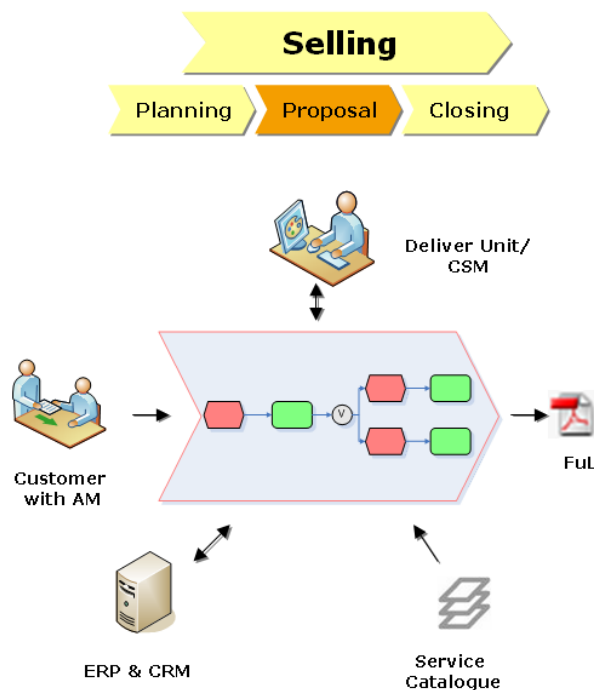 Selling
Planning
Proposal
Closing
Deliver Unit/
CSM
V
Customer
with AM
FuL
ERP & CRM
Service
Catalogue